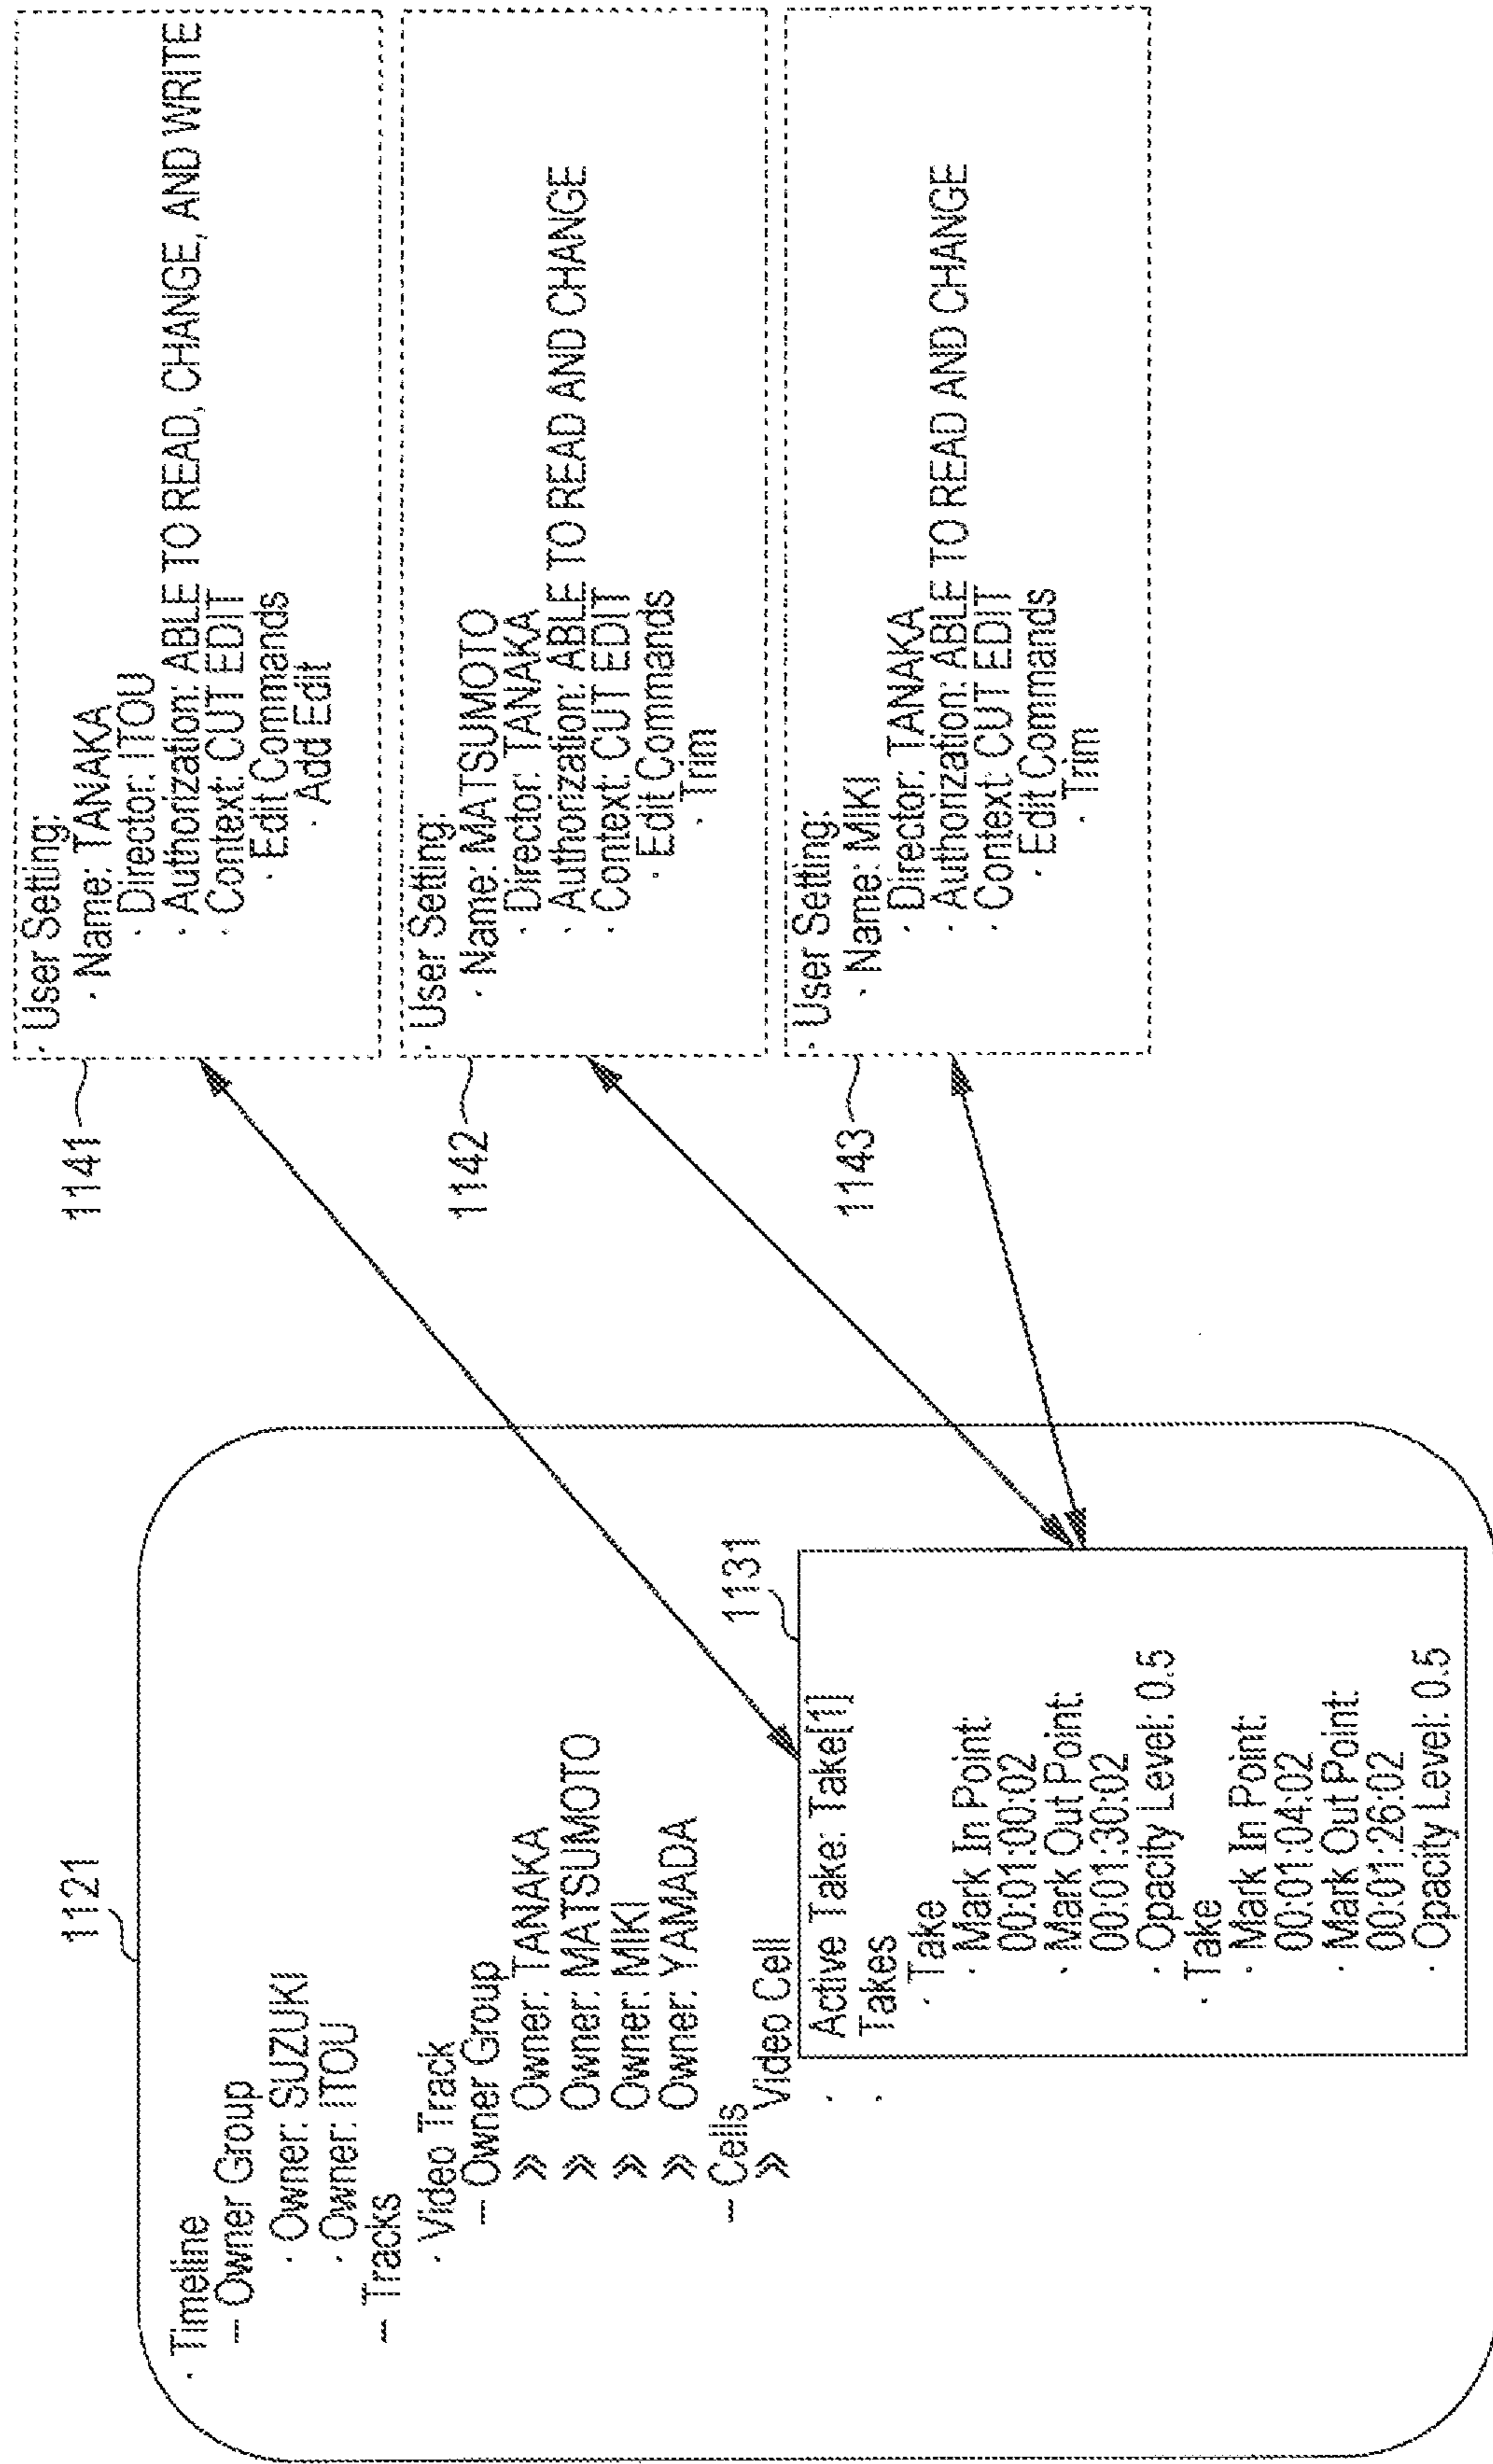 1121
· Timeline
– Owner Group
· Owner: SUZUKI
· Owner: ITOU
– Tracks
· Video Track
– Owner Group
» Owner: TANAKA
» Owner: MATSUMOTO
» Owner: MIKI
» Owner: YAMADA
– Cells
» Video Cell
1131
· Active Take: Take[1]
· Takes
· Take
· Mark In Point:
00:01:00:02
· Mark Out Point:
00:01:30:02
· Opacity Level: 0.5
· Take
· Mark In Point:
00:01:04:02
· Mark Out Point:
00:01:26:02
· Opacity Level: 0.5
1141
· User Setting:
· Name: TANAKA
· Director: ITOU
· Authorization: ABLE TO READ, CHANGE, AND WRITE
· Context: CUT EDIT
· Edit Commands
· Add Edit
1142
· User Setting:
· Name: MATSUMOTO
· Director: TANAKA
· Authorization: ABLE TO READ AND CHANGE
· Context: CUT EDIT
· Edit Commands
· Trim
1143
· User Setting:
· Name: MIKI
· Director: TANAKA
· Authorization: ABLE TO READ AND CHANGE
· Context: CUT EDIT
· Edit Commands
· Trim